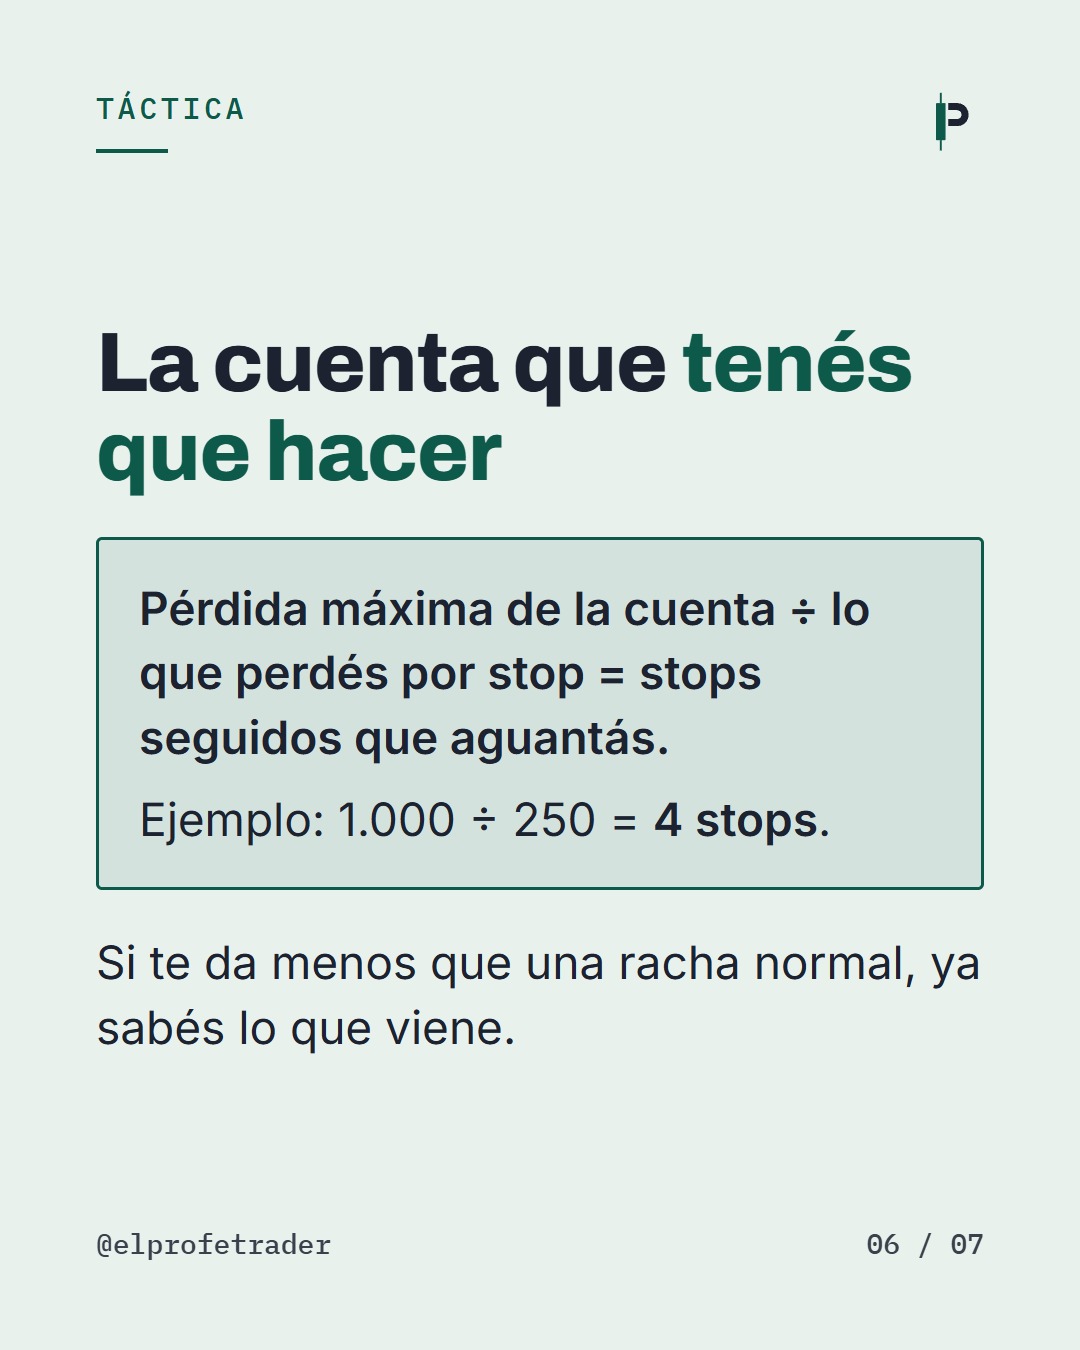 TÁCTICA
La cuenta que tenés
que hacer
Pérdida máxima de la cuenta ÷ lo
que perdés por stop = stops
seguidos que aguantás.
Ejemplo: 1.000 ÷ 250 = 4 stops.
Si te da menos que una racha normal, ya
sabés lo que viene.
@elprofetrader
06 / 07